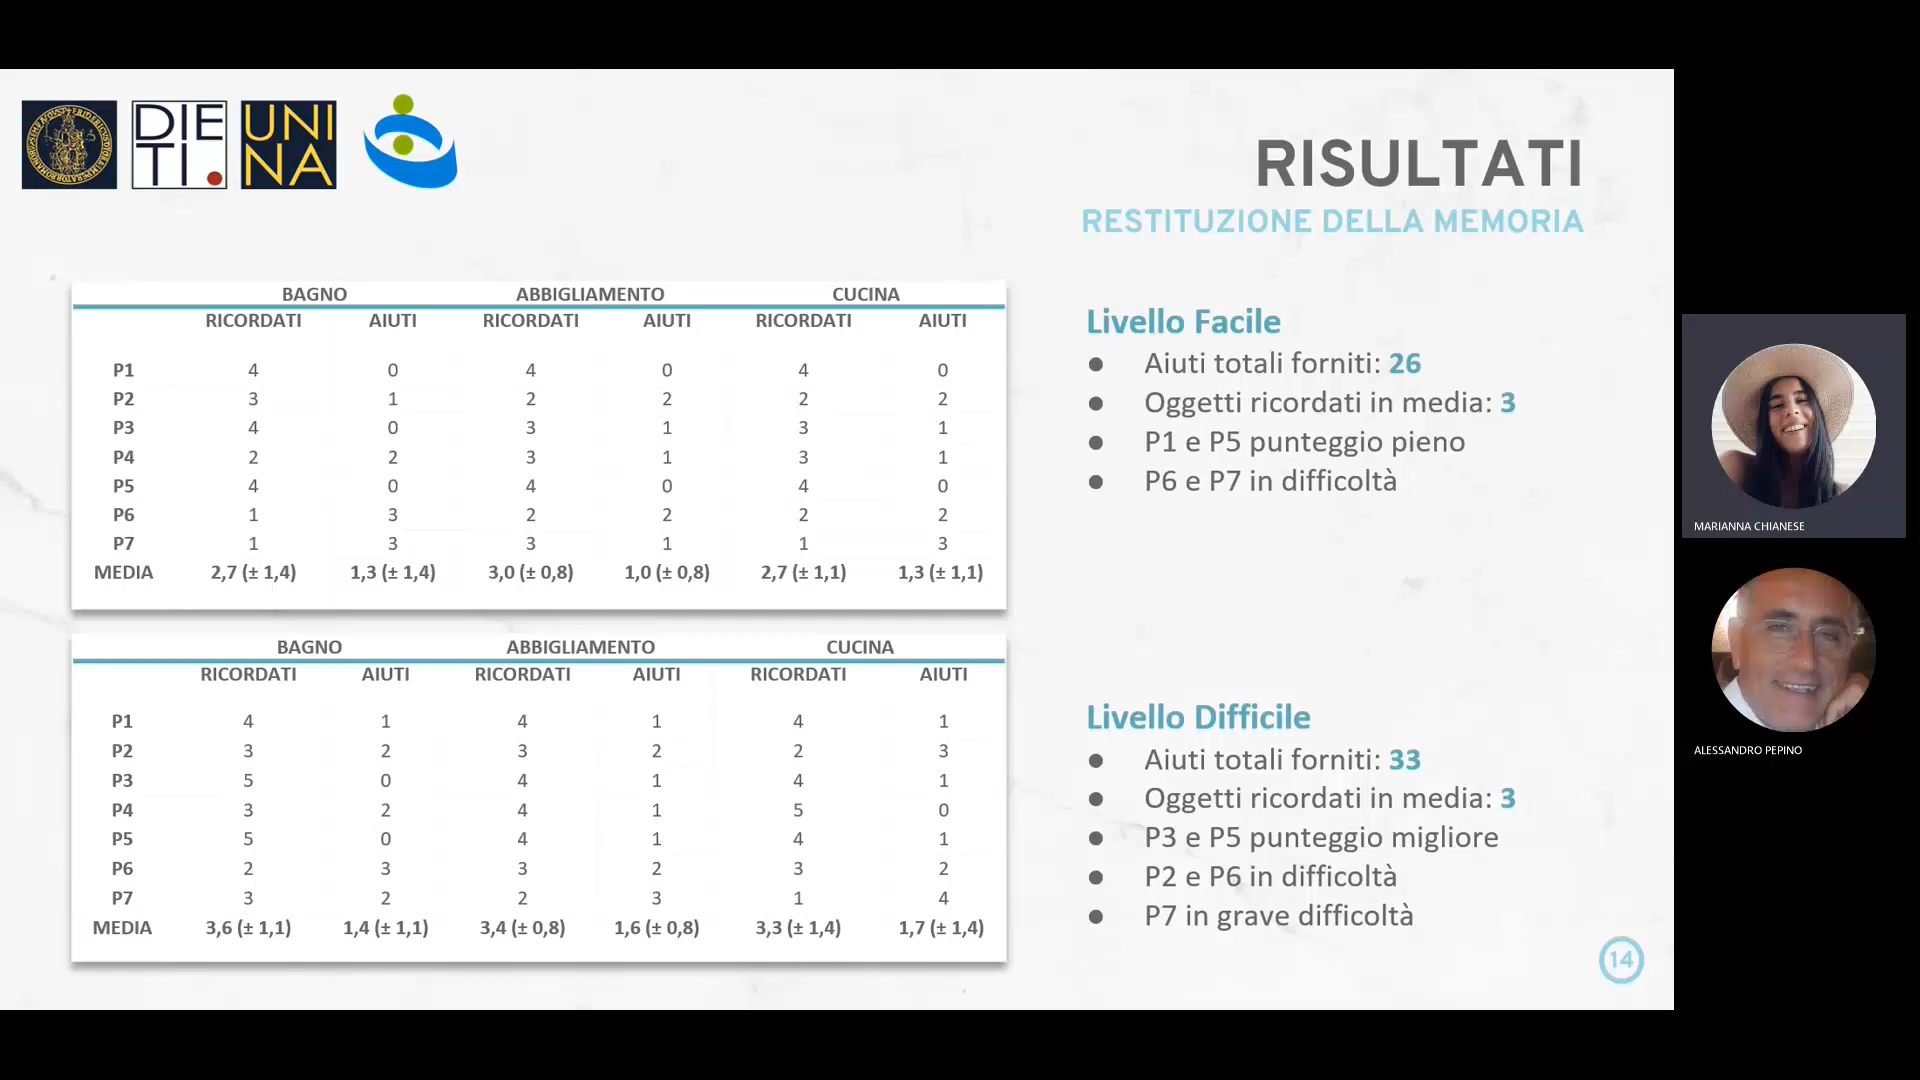 DIE
TI.
UNI
NA
RISULTATI
RESTITUZIONE DELLA MEMORIA
BAGNO ABBIGLIAMENTO CUCINA
RICORDATI AIUTI RICORDATI AIUTI RICORDATI AIUTI
P1 4 0 4 0 4 0
P2 3 1 2 2 2 2
P3 4 0 3 1 3 1
P4 2 2 3 1 3 1
P5 4 0 4 0 4 0
P6 1 3 2 2 2 2
P7 1 3 3 1 1 3
MEDIA 2,7 (± 1,4) 1,3 (± 1,4) 3,0 (± 0,8) 1,0 (± 0,8) 2,7 (± 1,1) 1,3 (± 1,1)
Livello Facile
● Aiuti totali forniti: 26
● Oggetti ricordati in media: 3
● P1 e P5 punteggio pieno
● P6 e P7 in difficoltà
BAGNO ABBIGLIAMENTO CUCINA
RICORDATI AIUTI RICORDATI AIUTI RICORDATI AIUTI
P1 4 1 4 1 4 1
P2 3 2 3 2 2 3
P3 5 0 4 1 4 1
P4 3 2 4 1 5 0
P5 5 0 4 1 4 1
P6 2 3 3 2 3 2
P7 3 2 2 3 1 4
MEDIA 3,6 (± 1,1) 1,4 (± 1,1) 3,4 (± 0,8) 1,6 (± 0,8) 3,3 (± 1,4) 1,7 (± 1,4)
Livello Difficile
● Aiuti totali forniti: 33
● Oggetti ricordati in media: 3
● P3 e P5 punteggio migliore
● P2 e P6 in difficoltà
● P7 in grave difficoltà
14
MARIANNA CHIANESE
ALESSANDRO PEPINO